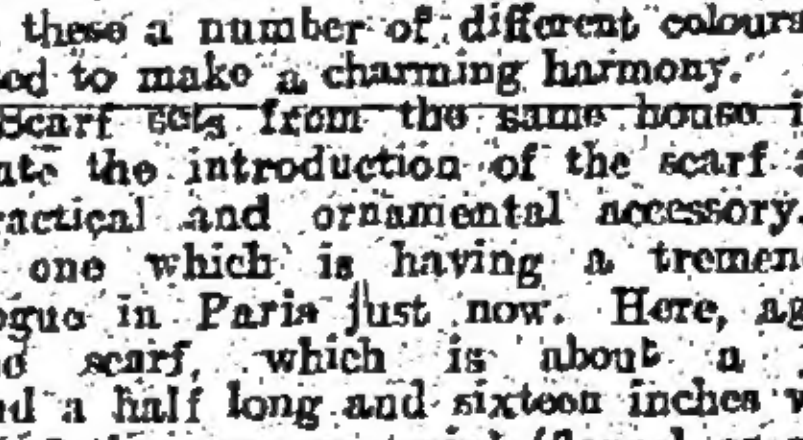 these a number of different colours
ed to make a charming harmony.
Scarf sets from the same house i
ate the introduction of the scarf a
ractical and ornamental accessory.
one which is having a tremen
ogue in Paris just now. Here, ag
scarf, which is about a
d a half long and sixteen inches w